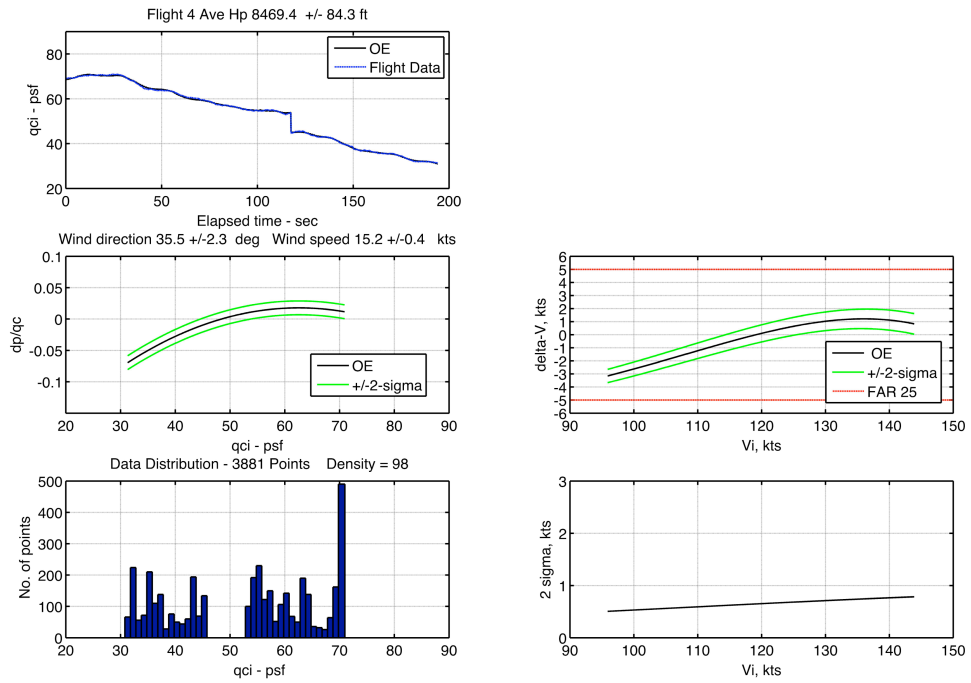 Flight 4 Ave Hp 8469.4 +/- 84.3 ft
qci - psf
80
60
40
20
OE
Flight Data
0 50 100 150 200
Elapsed time - sec
Wind direction 35.5 +/-2.3 deg Wind speed 15.2 +/-0.4 kts
dp/qc
0.1
0.05
0
-0.05
-0.1
OE
+/-2-sigma
20 30 40 50 60 70 80 90
qci - psf
delta-V, kts
6
5
4
3
2
1
0
-1
-2
-3
-4
-5
-6
OE
+/-2-sigma
FAR 25
90 100 110 120 130 140 150
Vi, kts
Data Distribution - 3881 Points Density = 98
No. of points
500
400
300
200
100
0
20 30 40 50 60 70 80 90
qci - psf
2 sigma, kts
3
2
1
0
90 100 110 120 130 140 150
Vi, kts